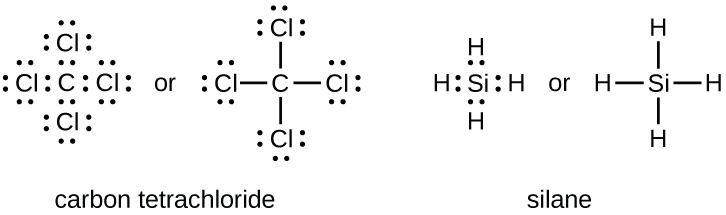 Cl Cl
H H
Cl C Cl or Cl C Cl H Si H or H Si H
Cl Cl H H
carbon tetrachloride silane